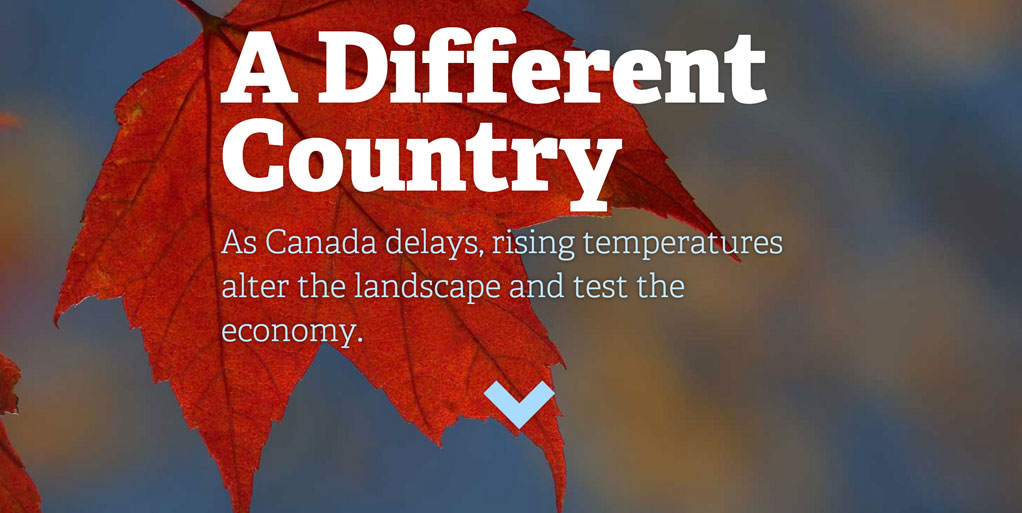 A Different
Country
As Canada delays, rising temperatures
alter the landscape and test the
economy.